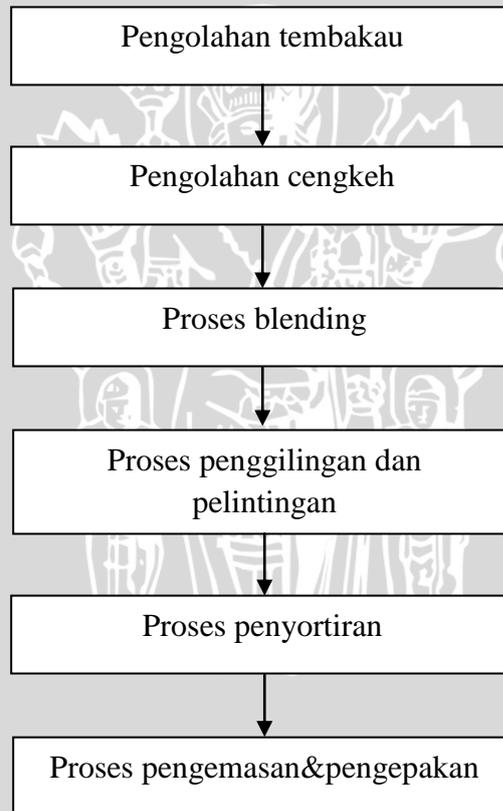 Pengolahan tembakau
Pengolahan cengkeh
Proses blending
Proses penggilingan dan
pelintingan
Proses penyortiran
Proses pengemasan&pengepakan